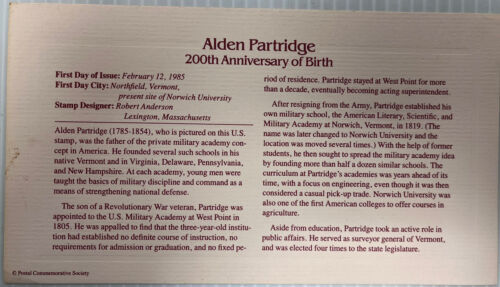 Alden Partridge
200th Anniversary of Birth
First Day of Issue: February 12, 1985
First Day City: Northfield, Vermont,
present site of Norwich University
Stamp Designer: Robert Anderson
Lexington, Massachusetts
Alden Partridge (1785-1854), who is pictured on this U.S.
stamp, was the father of the private military academy con-
cept in America. He founded several such schools in his
native Vermont and in Virginia, Delaware, Pennsylvania,
and New Hampshire. At each academy, young men were
taught the basics of military discipline and command as a
means of strengthening national defense.
The son of a Revolutionary War veteran, Partridge was
appointed to the U.S. Military Academy at West Point in
1805. He was appalled to find that the three-year-old institu-
tion had established no definite course of instruction, no
requirements for admission or graduation, and no fixed pe-
riod of residence. Partridge stayed at West Point for more
than a decade, eventually becoming acting superintendent.
After resigning from the Army, Partridge established his
own military school, the American Literary, Scientific, and
Military Academy at Norwich, Vermont, in 1819. (The
name was later changed to Norwich University and the
location was moved several times.) With the help of former
students, he then sought to spread the military academy idea
by founding more than half a dozen similar schools. The
curriculum at Partridge's academies was years ahead of its
time, with a focus on engineering, even though it was then
considered a casual pick-up trade. Norwich University was
also one of the first American colleges to offer courses in
agriculture.
Aside from education, Partridge took an active role in
public affairs. He served as surveyor general of Vermont,
and was elected four times to the state legislature.
© Postal Commemorative Society